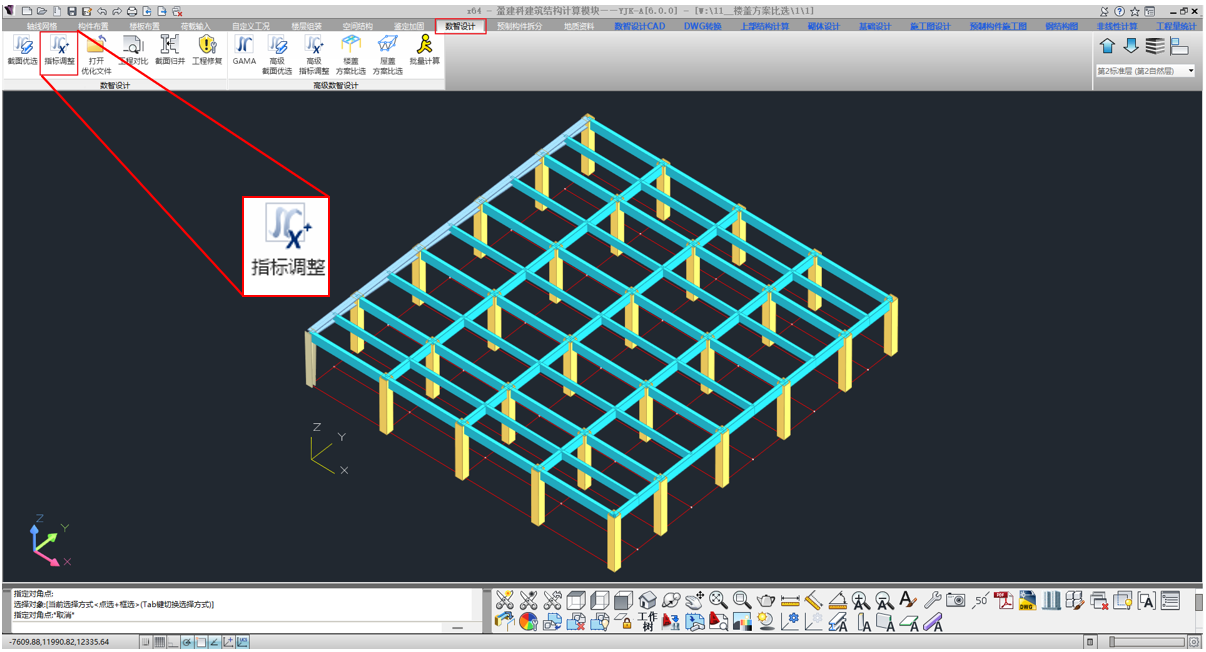 x64 - 盈建科建筑结构计算模块---YJK-A[6.0.0] - [W:\11__楼盖方案比选\1\1]
轴线网格 构件布置 楼板布置 荷载输入 自定义工况 楼层组装 空间结构 鉴定加固 数智设计 预制构件拆分 地质资料 数智设计CAD DWG转换 上部结构计算 砌体设计 基础设计 施工图设计 预制构件施工图 钢结构图 非线性计算 工程量统计
截面优选 指标调整 打开 工程对比 截面归并 工程修复 GAMA 高级 高级 楼盖 屋盖 批量计算
优化文件 截面优选 指标调整 方案比选 方案比选
第2标准层 (第2自然层)
数智设计 高级数智设计
指标调整
Z
Y
X
Z
Y
X
指定对角点:
选择对象:[当前选择方式<点选+框选>(Tab键切换选择方式)]
指定对角点:*取消*
.50 PDF DWG A
工作树
-7609.88,11990.82,12335.64